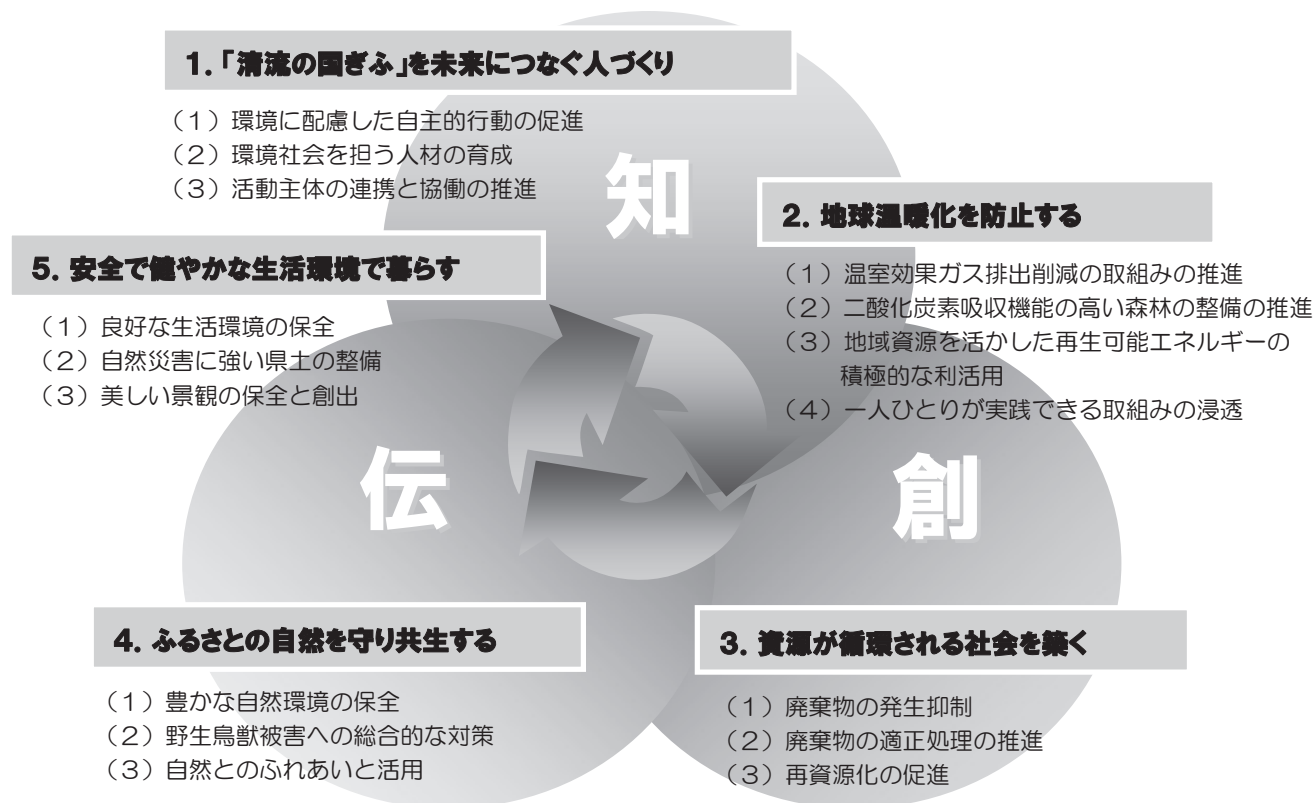 1.「清流の国ぎふ」を未来につなぐ人づくり
（1）環境に配慮した自主的行動の促進
（2）環境社会を担う人材の育成
（3）活動主体の連携と協働の推進
知
2. 地球温暖化を防止する
（1）温室効果ガス排出削減の取組みの推進
（2）二酸化炭素吸収機能の高い森林の整備の推進
（3）地域資源を活かした再生可能エネルギーの
積極的な利活用
（4）一人ひとりが実践できる取組みの浸透
創
3. 資源が循環される社会を築く
（1）廃棄物の発生抑制
（2）廃棄物の適正処理の推進
（3）再資源化の促進
4. ふるさとの自然を守り共生する
（1）豊かな自然環境の保全
（2）野生鳥獣被害への総合的な対策
（3）自然とのふれあいと活用
伝
5. 安全で健やかな生活環境で暮らす
（1）良好な生活環境の保全
（2）自然災害に強い県土の整備
（3）美しい景観の保全と創出